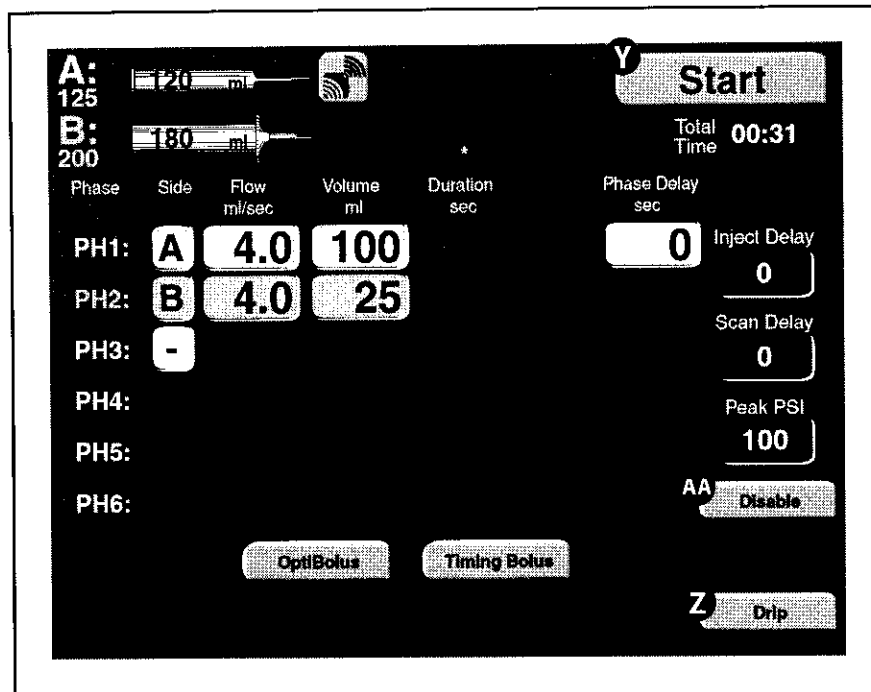 A: 120 ml Y Start
125
B: 180 ml * Total Time 00:31
200
Phase Side Flow ml/sec Volume ml Duration sec Phase Delay sec
PH1: A 4.0 100 0 Inject Delay
0
PH2: B 4.0 25
Scan Delay
PH3: - 0
PH4: Peak PSI
100
PH5:
PH6: AA Disable
OptiBolus Timing Bolus
Z Drip